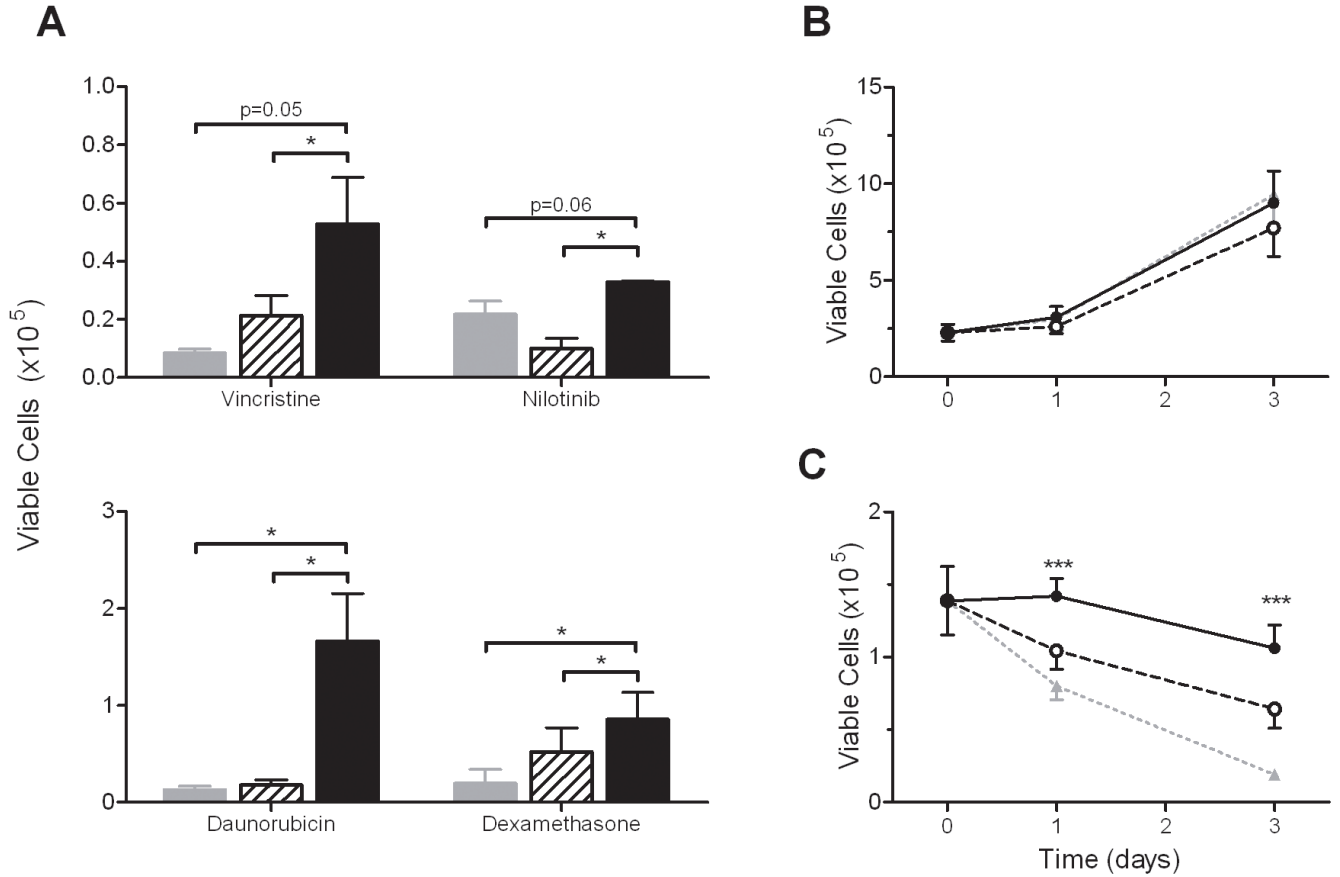 A
Viable Cells (x10⁵)
1.0
0.8
0.6
0.4
0.2
0.0
p=0.05
*
p=0.06
*
Vincristine
Nilotinib
3
2
1
0
*
*
*
*
Daunorubicin
Dexamethasone
B
Viable Cells (x10⁵)
15
10
5
0
0 1 2 3
C
Viable Cells (x10⁵)
2
1
0
***
***
0 1 2 3
Time (days)